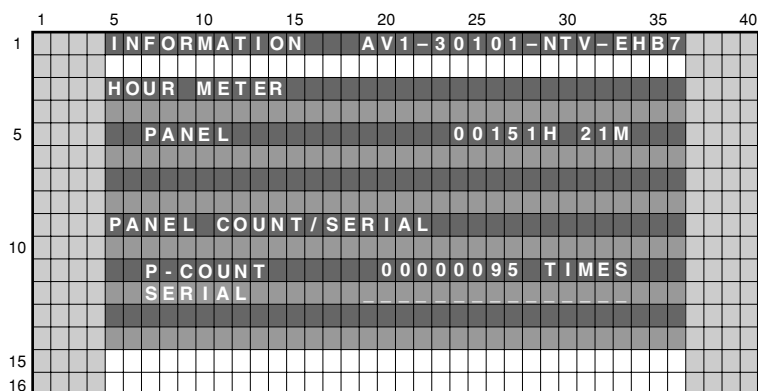 1 5 10 15 20 25 30 35 40
1 INFORMATION AV1-30101-NTV-EHB7
HOUR METER
5 PANEL 00151H 21M
PANEL COUNT/SERIAL
10
P-COUNT 00000095 TIMES
SERIAL _ _ _ _ _ _ _ _ _ _ _ _ _ _ _
15
16